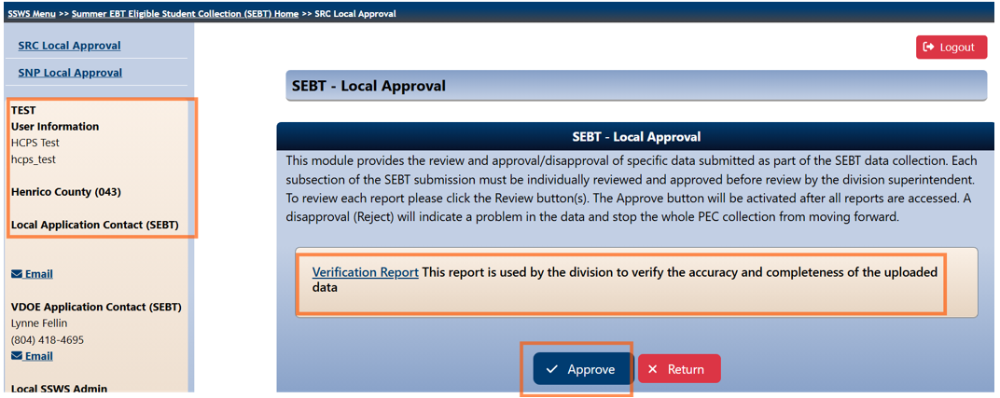 SSWS Menu >> Summer EBT Eligible Student Collection (SEBT) Home >> SRC Local Approval
SRC Local Approval
SNP Local Approval
TEST
User Information
HCPS Test
hcps_test
Henrico County (043)
Local Application Contact (SEBT)
Email
VDOE Application Contact (SEBT)
Lynne Fellin
(804) 418-4695
Email
Local SSWS Admin
Logout
SEBT - Local Approval
SEBT - Local Approval
This module provides the review and approval/disapproval of specific data submitted as part of the SEBT data collection. Each
subsection of the SEBT submission must be individually reviewed and approved before review by the division superintendent.
To review each report please click the Review button(s). The Approve button will be activated after all reports are accessed. A
disapproval (Reject) will indicate a problem in the data and stop the whole PEC collection from moving forward.
Verification Report This report is used by the division to verify the accuracy and completeness of the uploaded
data
Approve
Return